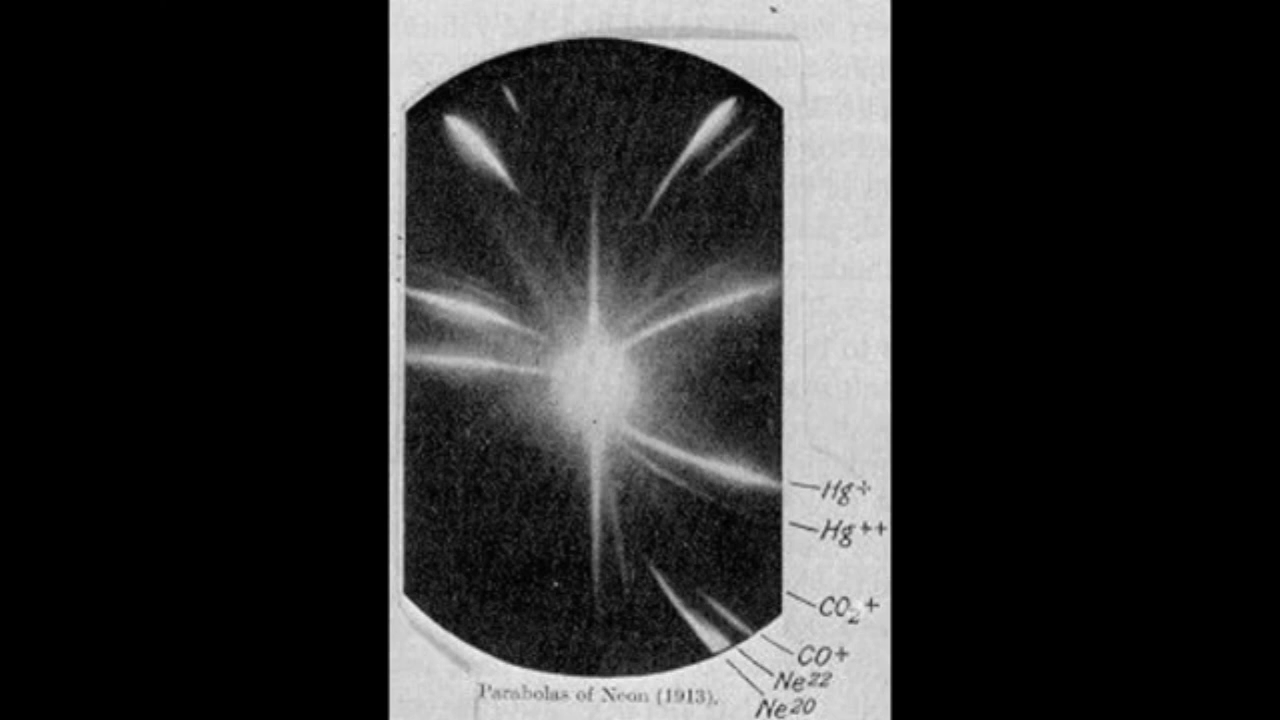 Hg+
Hg++
CO₂+
CO+
Ne22
Ne20
Parabolas of Neon (1913).